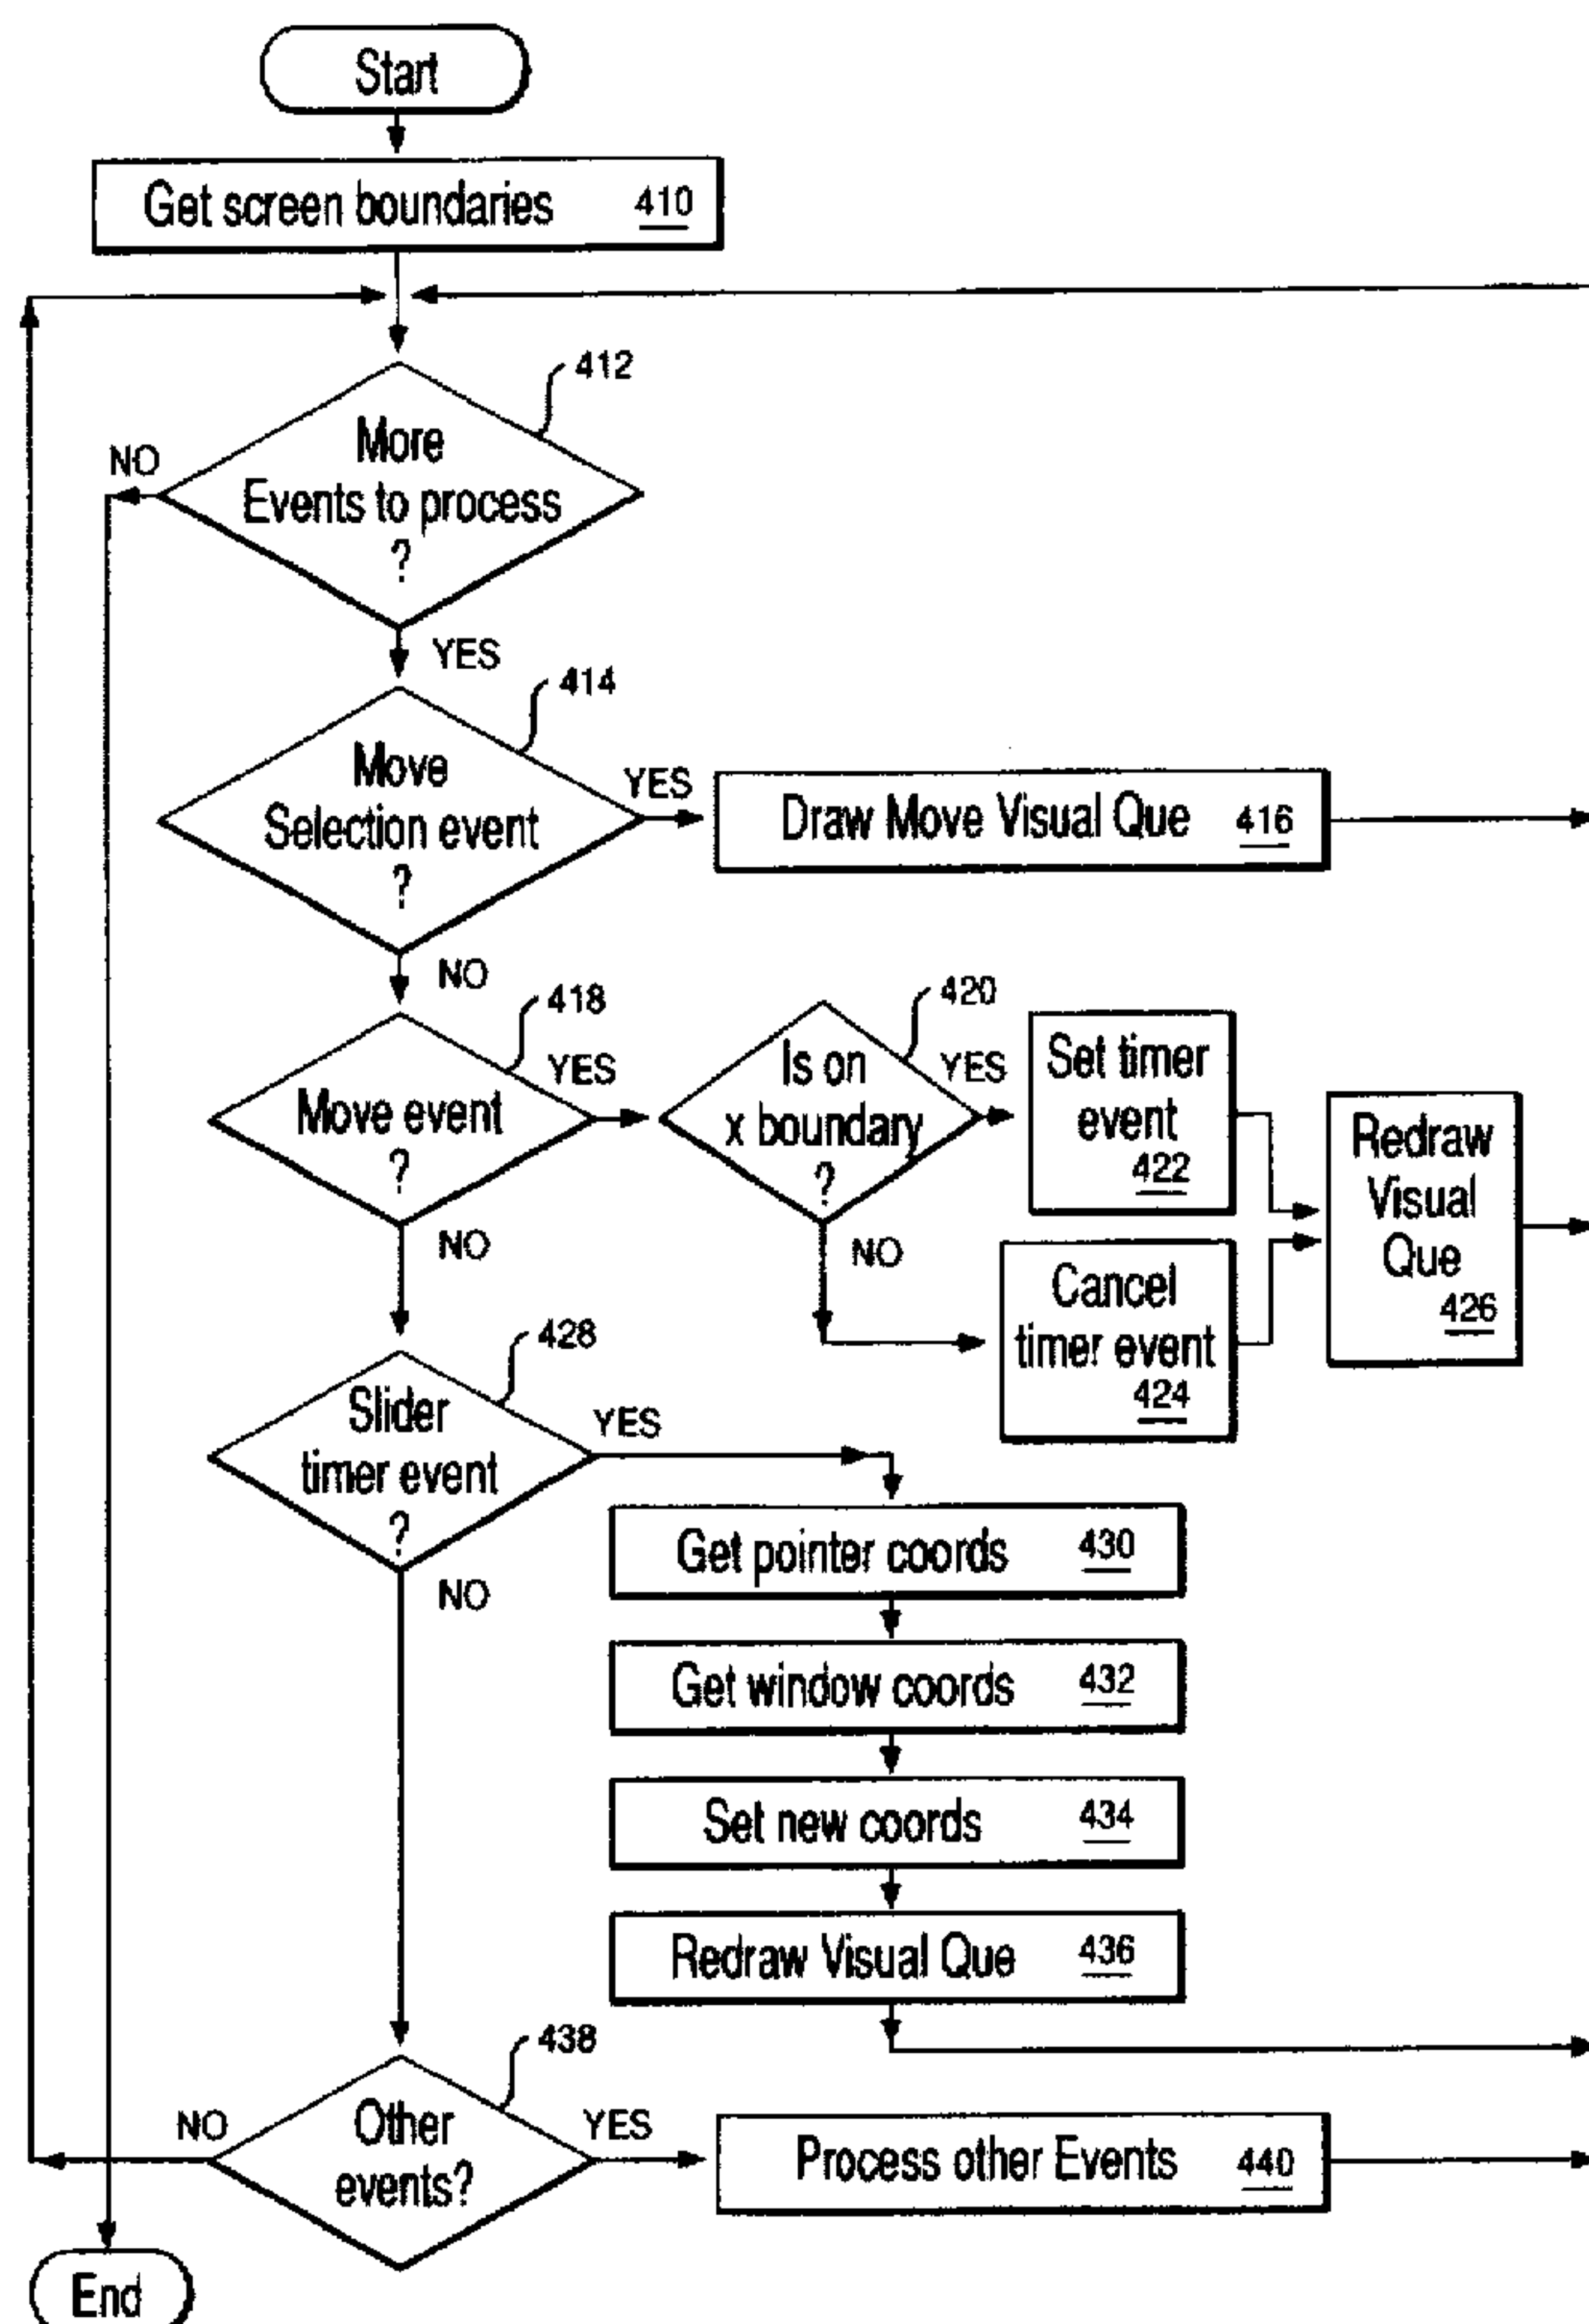 Start
Get screen boundaries 410
412
More
Events to process
?
NO
YES
414
Move
Selection event
?
YES
Draw Move Visual Que 416
NO
418
Move event
?
YES
420
Is on
x boundary
?
YES
Set timer
event
422
Redraw
Visual
Que
426
NO
NO
Cancel
timer event
424
428
Slider
timer event
?
YES
NO
Get pointer coords 430
Get window coords 432
Set new coords 434
Redraw Visual Que 436
438
Other
events?
NO
YES
Process other Events 440
End